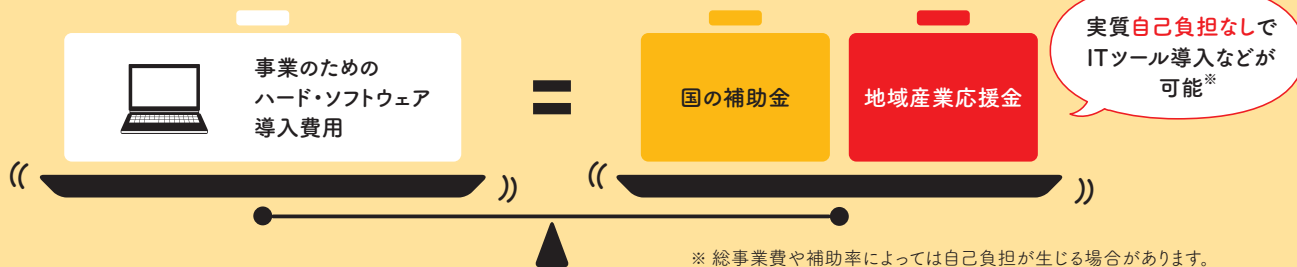 事業のための
ハード・ソフトウェア
導入費用
=
国の補助金
地域産業応援金
実質自己負担なしで
ITツール導入などが
可能※
※ 総事業費や補助率によっては自己負担が生じる場合があります。